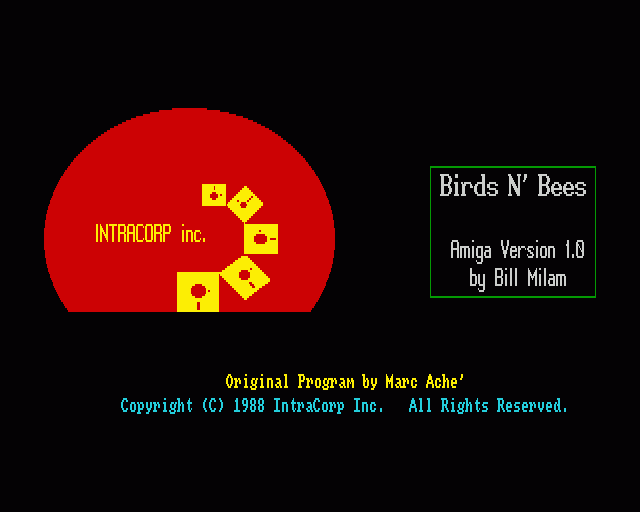 INTRACORP inc.
Birds N' Bees
Amiga Version 1.0
by Bill Milam
Original Program by Marc Ache'
Copyright (C) 1988 IntraCorp Inc.   All Rights Reserved.